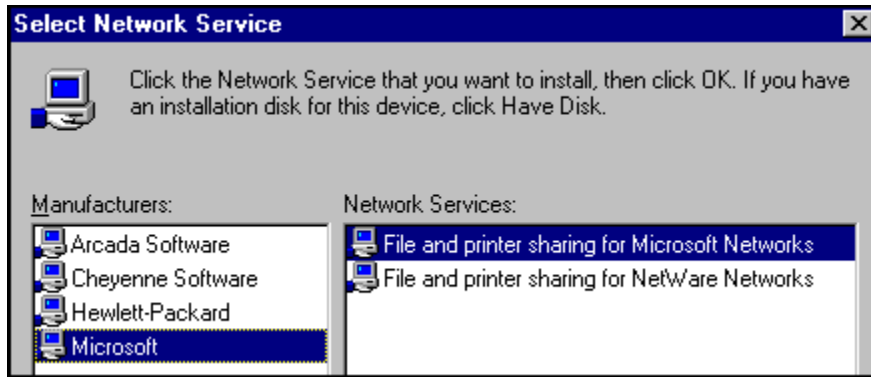 Select Network Service
Click the Network Service that you want to install, then click OK. If you have
an installation disk for this device, click Have Disk.
Manufacturers:
Arcada Software
Cheyenne Software
Hewlett-Packard
Microsoft
Network Services:
File and printer sharing for Microsoft Networks
File and printer sharing for NetWare Networks